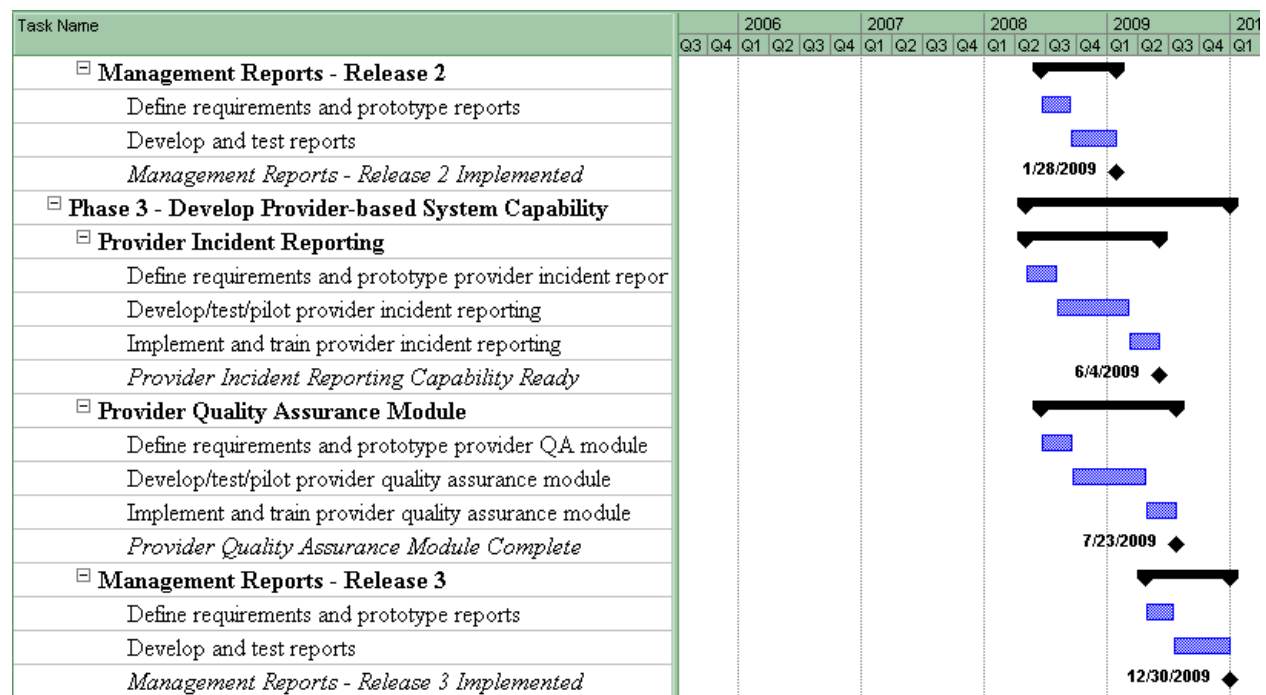 Task Name
2006 2007 2008 2009 201
Q3 Q4 Q1 Q2 Q3 Q4 Q1 Q2 Q3 Q4 Q1 Q2 Q3 Q4 Q1 Q2 Q3 Q4 Q1
Management Reports - Release 2
Define requirements and prototype reports
Develop and test reports
Management Reports - Release 2 Implemented 1/28/2009
Phase 3 - Develop Provider-based System Capability
Provider Incident Reporting
Define requirements and prototype provider incident repor
Develop/test/pilot provider incident reporting
Implement and train provider incident reporting
Provider Incident Reporting Capability Ready 6/4/2009
Provider Quality Assurance Module
Define requirements and prototype provider QA module
Develop/test/pilot provider quality assurance module
Implement and train provider quality assurance module
Provider Quality Assurance Module Complete 7/23/2009
Management Reports - Release 3
Define requirements and prototype reports
Develop and test reports
Management Reports - Release 3 Implemented 12/30/2009